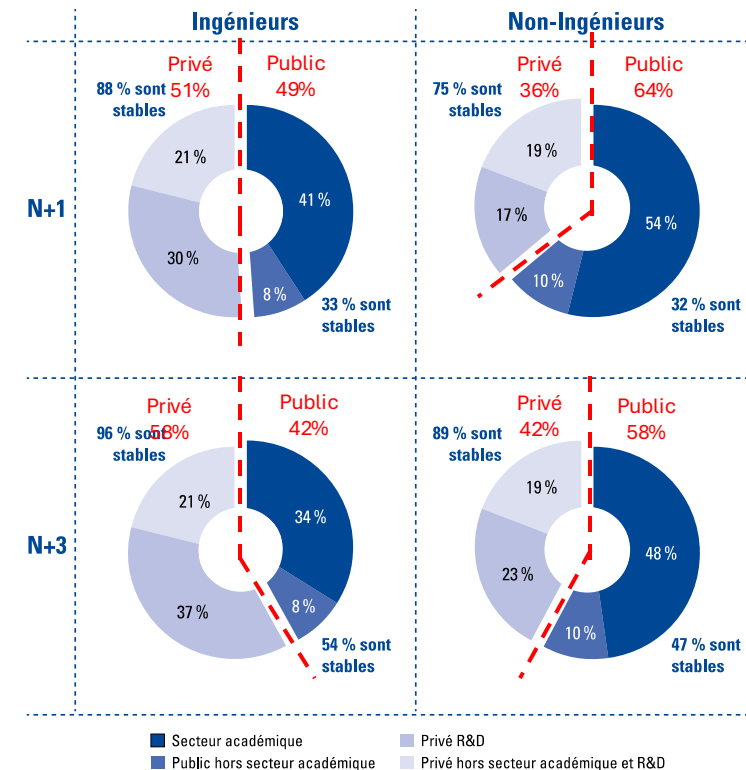 Ingénieurs
Non-Ingénieurs
N+1
Privé
51%
Public
49%
88 % sont
stables
21 %
41 %
30 %
8 %
33 % sont
stables
Privé
36%
Public
64%
75 % sont
stables
19 %
17 %
54 %
10 %
32 % sont
stables
N+3
Privé
58%
Public
42%
96 % sont
stables
21 %
34 %
37 %
8 %
54 % sont
stables
Privé
42%
Public
58%
89 % sont
stables
19 %
23 %
48 %
10 %
47 % sont
stables
Secteur académique
Privé R&D
Public hors secteur académique
Privé hors secteur académique et R&D